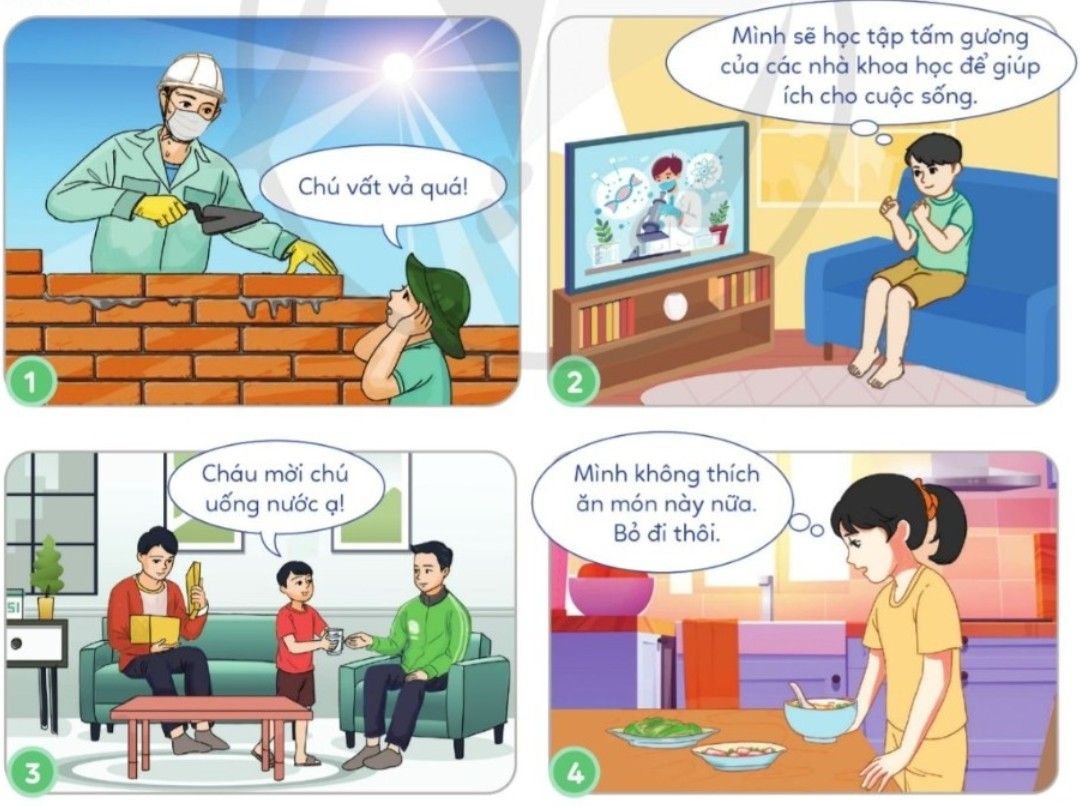 Chú vất vả quá!
1
Mình sẽ học tập tấm gương
của các nhà khoa học để giúp
ích cho cuộc sống.
2
Cháu mời chú
uống nước ạ!
SI
3
Mình không thích
ăn món này nữa.
Bỏ đi thôi.
4